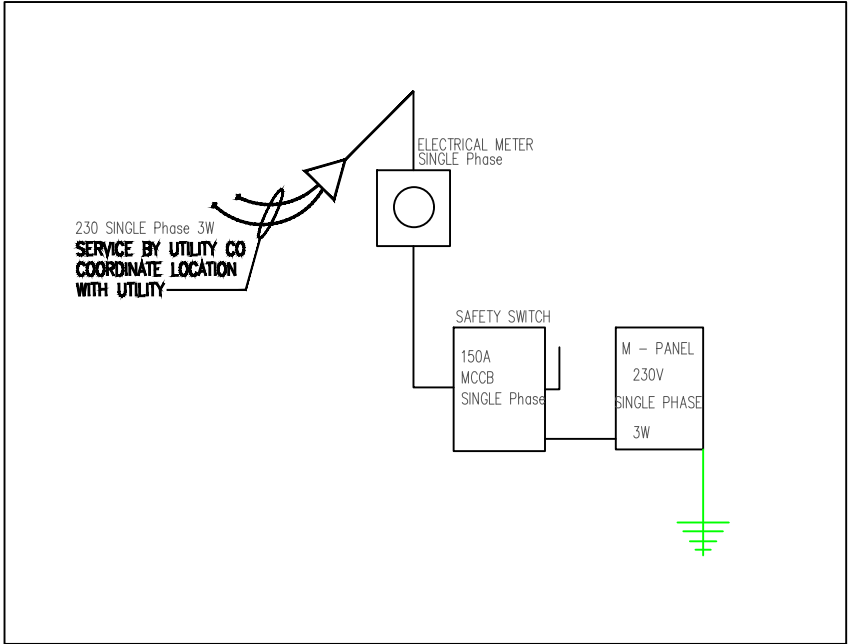 ELECTRICAL METER
SINGLE Phase
230 SINGLE Phase 3W
SERVICE BY UTILITY CO
COORDINATE LOCATION
WITH UTILITY
SAFETY SWITCH
150A
MCCB
SINGLE Phase
M - PANEL
230V
SINGLE PHASE
3W